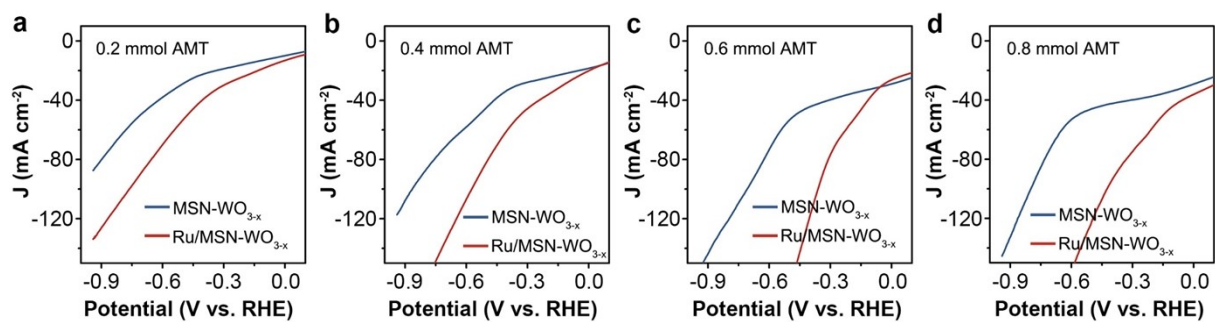 a
0.2 mmol AMT
0
-40
-80
-120
J (mA cm⁻²)
MSN-WO₃₋ₓ
Ru/MSN-WO₃₋ₓ
-0.9 -0.6 -0.3 0.0
Potential (V vs. RHE)
b
0.4 mmol AMT
0
-40
-80
-120
J (mA cm⁻²)
MSN-WO₃₋ₓ
Ru/MSN-WO₃₋ₓ
-0.9 -0.6 -0.3 0.0
Potential (V vs. RHE)
c
0.6 mmol AMT
0
-40
-80
-120
J (mA cm⁻²)
MSN-WO₃₋ₓ
Ru/MSN-WO₃₋ₓ
-0.9 -0.6 -0.3 0.0
Potential (V vs. RHE)
d
0.8 mmol AMT
0
-40
-80
-120
J (mA cm⁻²)
MSN-WO₃₋ₓ
Ru/MSN-WO₃₋ₓ
-0.9 -0.6 -0.3 0.0
Potential (V vs. RHE)